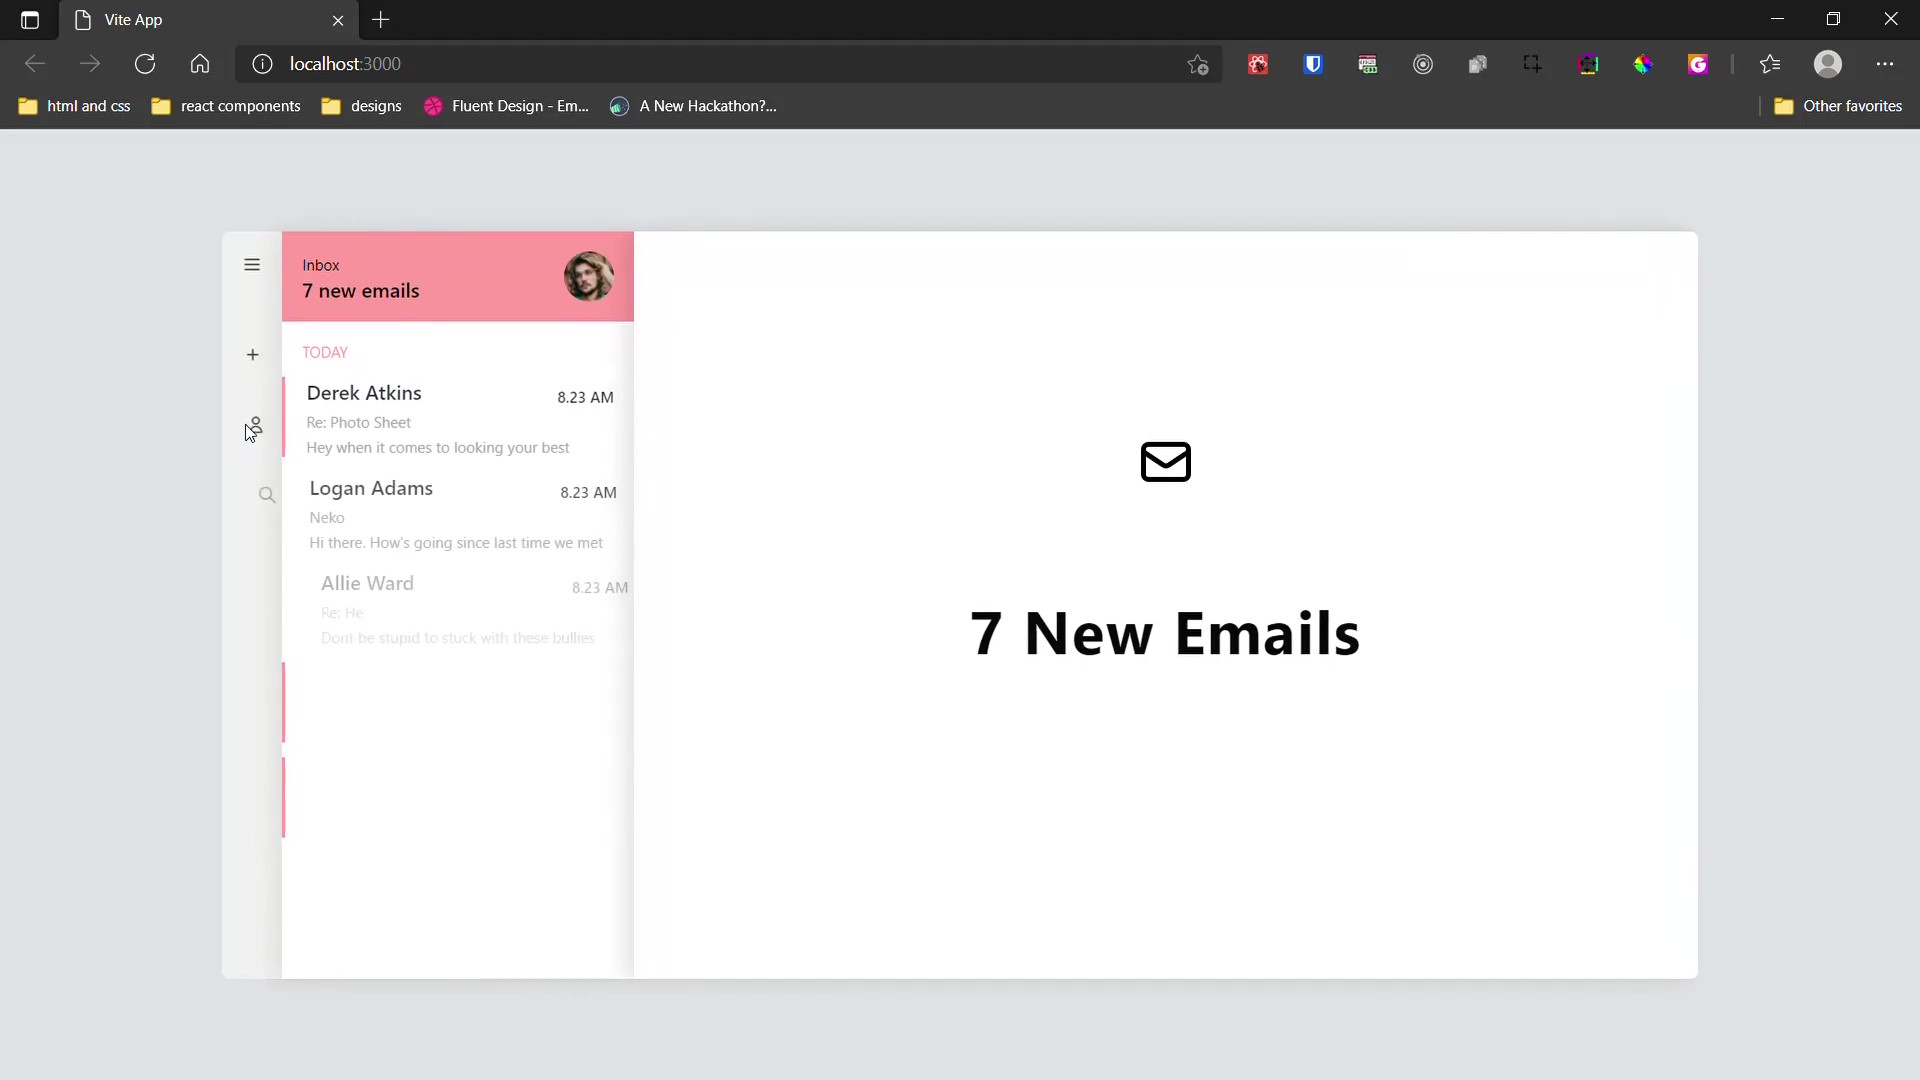 Vite App
localhost:3000
html and css
react components
designs
Fluent Design - Em...
A New Hackathon?...
Other favorites
Inbox
7 new emails
TODAY
Derek Atkins
8.23 AM
Re: Photo Sheet
Hey when it comes to looking your best
Logan Adams
8.23 AM
Neko
Hi there. How's going since last time we met
Allie Ward
8.23 AM
Re: He
Dont be stupid to stuck with these bullies
7 New Emails